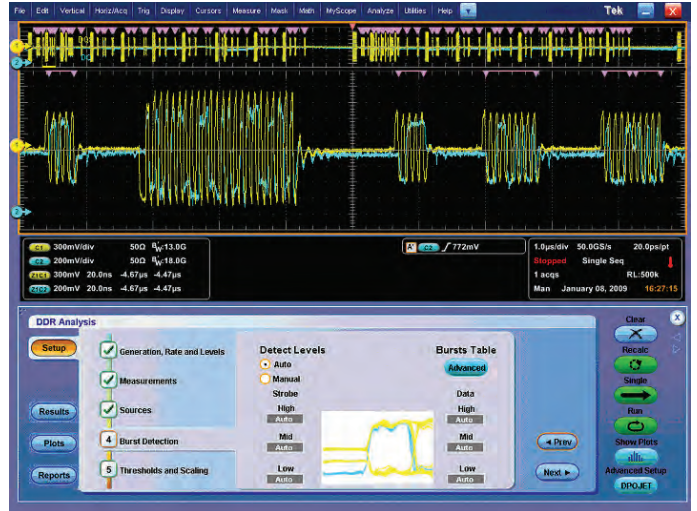 File Edit Vertical Horiz/Acq Trig Display Cursors Measure Mask Math MyScope Analyze Utilities Help Tek
1
2
1
2
C1 300mV/div 50Ω BW:13.0G
C2 200mV/div 50Ω BW:18.0G
Z1C1 300mV 20.0ns -4.67µs -4.47µs
Z1C2 200mV 20.0ns -4.67µs -4.47µs
A' C2 772mV
1.0µs/div 50.0GS/s 20.0ps/pt
Stopped Single Seq
1 acqs RL:500k
Man January 08, 2009 16:27:15
DDR Analysis
Setup
Results
Plots
Reports
Generation, Rate and Levels
Measurements
Sources
4 Burst Detection
5 Thresholds and Scaling
Detect Levels
Auto
Manual
Strobe
High
Auto
Mid
Auto
Low
Auto
Bursts Table
Advanced
Data
High
Auto
Mid
Auto
Low
Auto
Prev
Next
Clear
Recalc
Single
Run
Show Plots
Advanced Setup
DPOJET